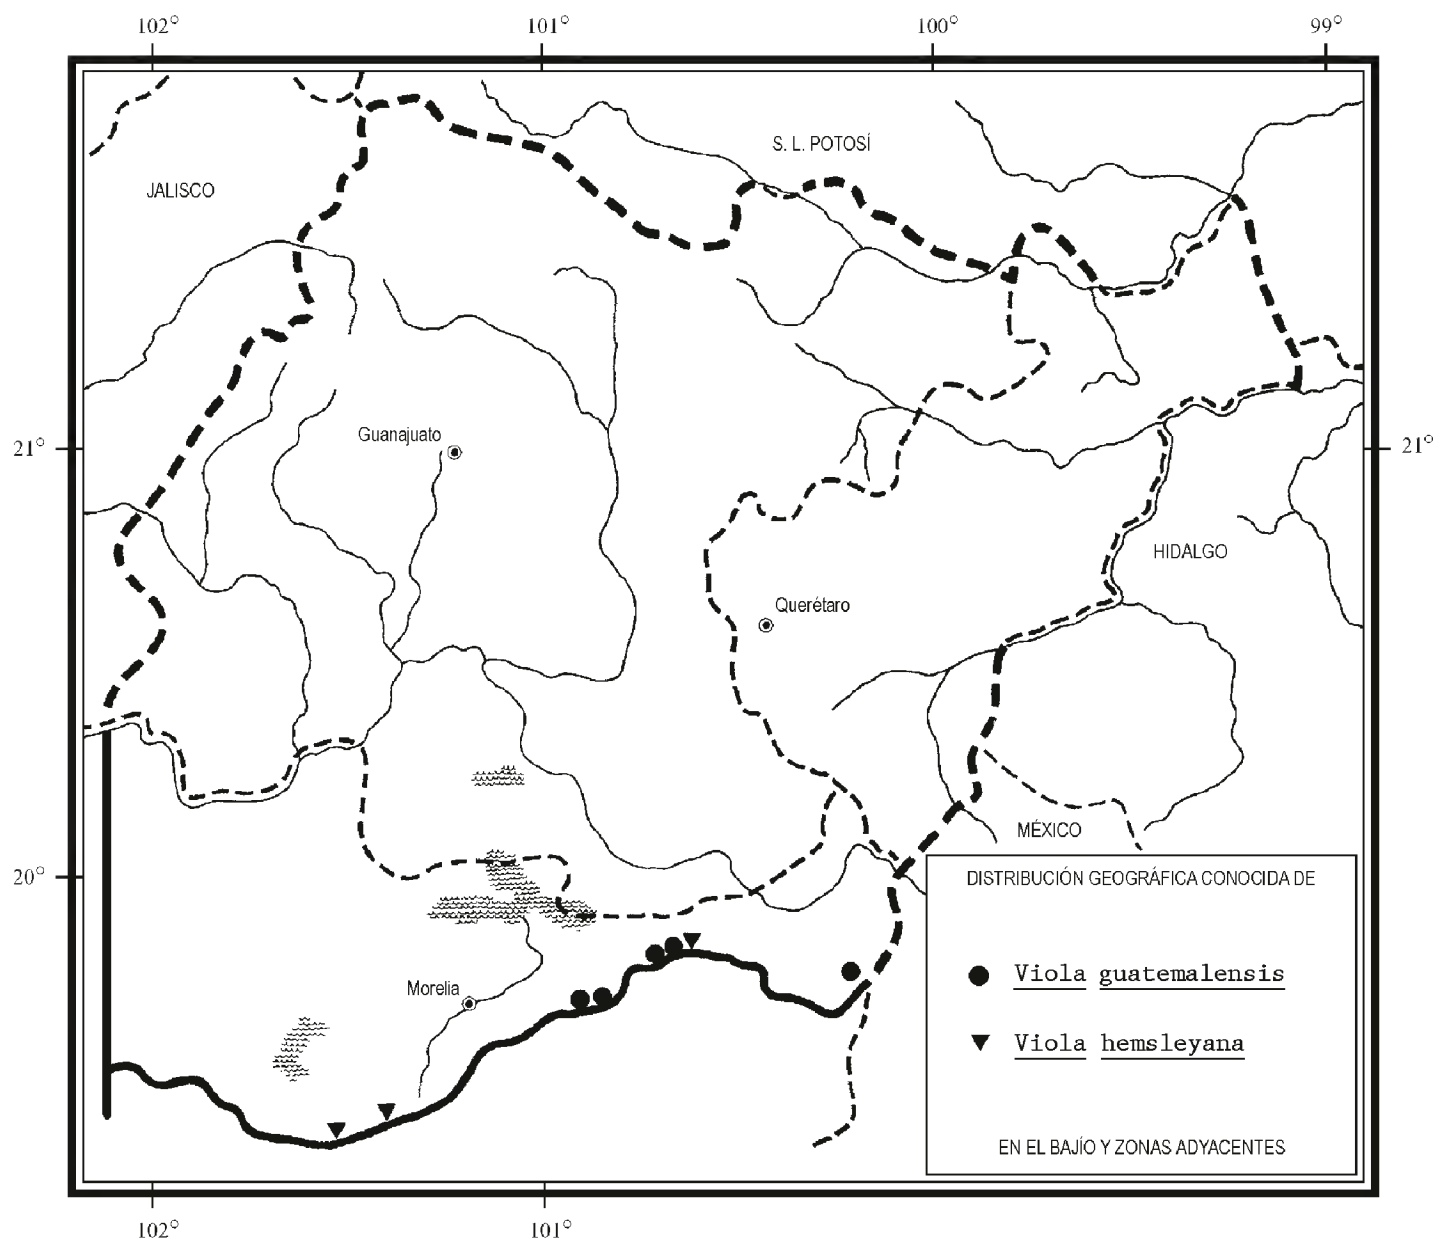 102° 101° 100° 99°
S. L. POTOSÍ
JALISCO
Guanajuato
21° 21°
HIDALGO
Querétaro
MÉXICO
20°
DISTRIBUCIÓN GEOGRÁFICA CONOCIDA DE
Viola guatemalensis
Morelia
Viola hemsleyana
EN EL BAJÍO Y ZONAS ADYACENTES
102° 101°